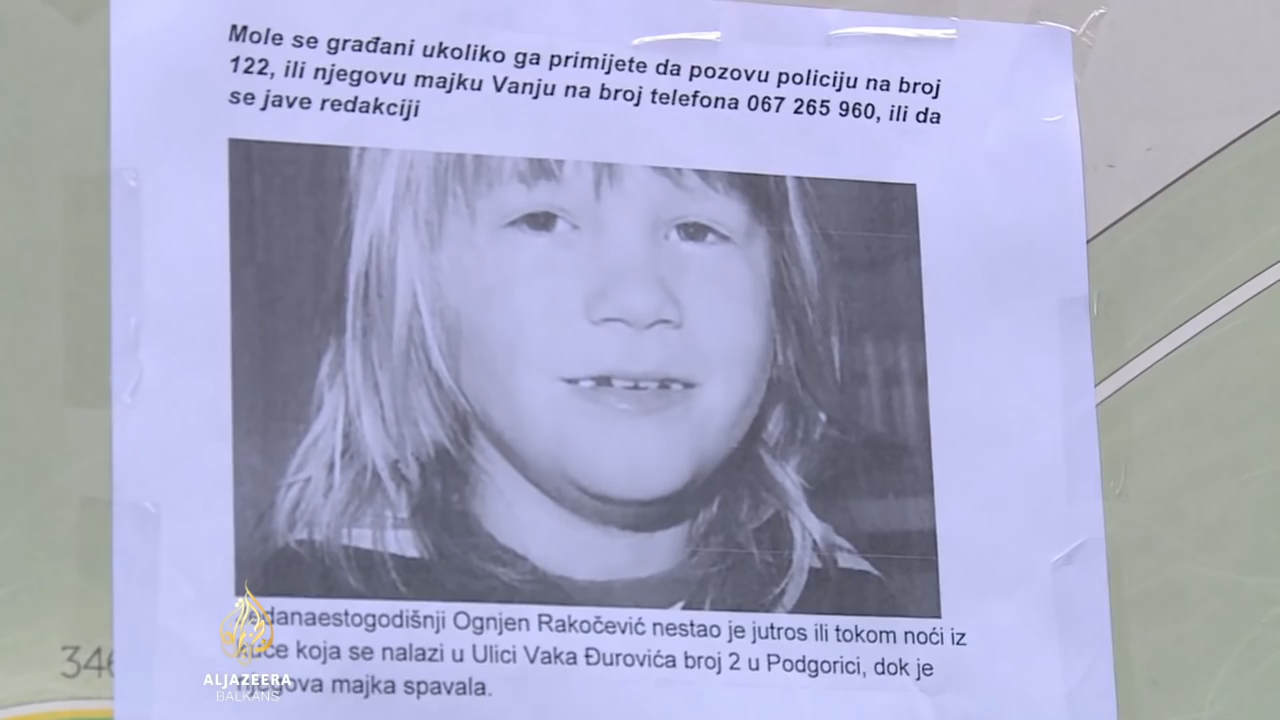 Mole se građani ukoliko ga primijete da pozovu policiju na broj
122, ili njegovu majku Vanju na broj telefona 067 265 960, ili da
se jave redakciji
danaestogodišnji Ognjen Rakočević nestao je jutros ili tokom noći iz
kuće koja se nalazi u Ulici Vaka Đurovića broj 2 u Podgorici, dok je
njegova majka spavala.
346
ALJAZEERA
BALKANS